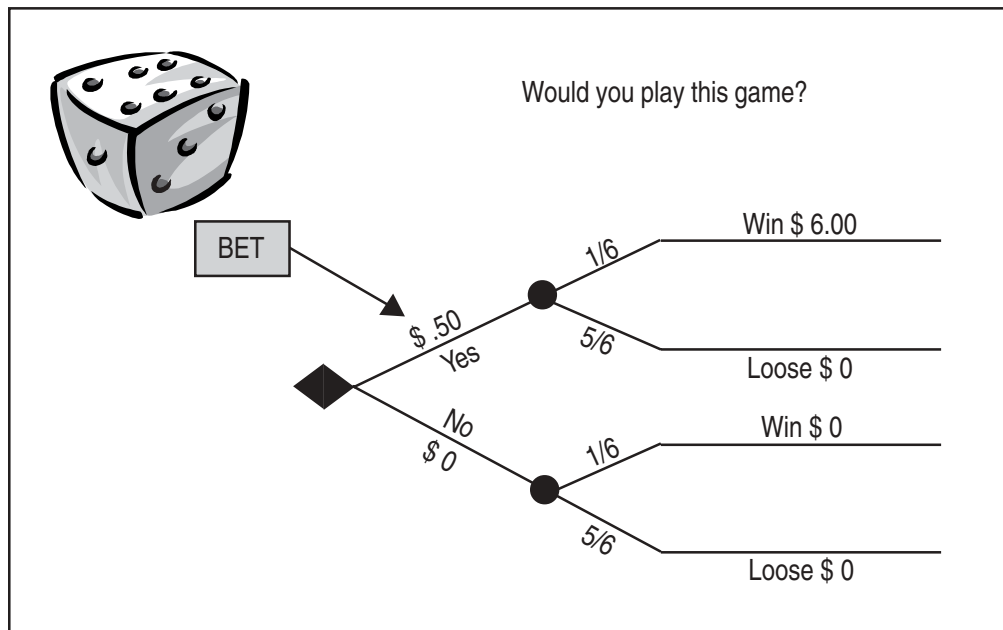 Would you play this game?
BET
$ .50
Yes
1/6
Win $ 6.00
5/6
Loose $ 0
No
$ 0
1/6
Win $ 0
5/6
Loose $ 0